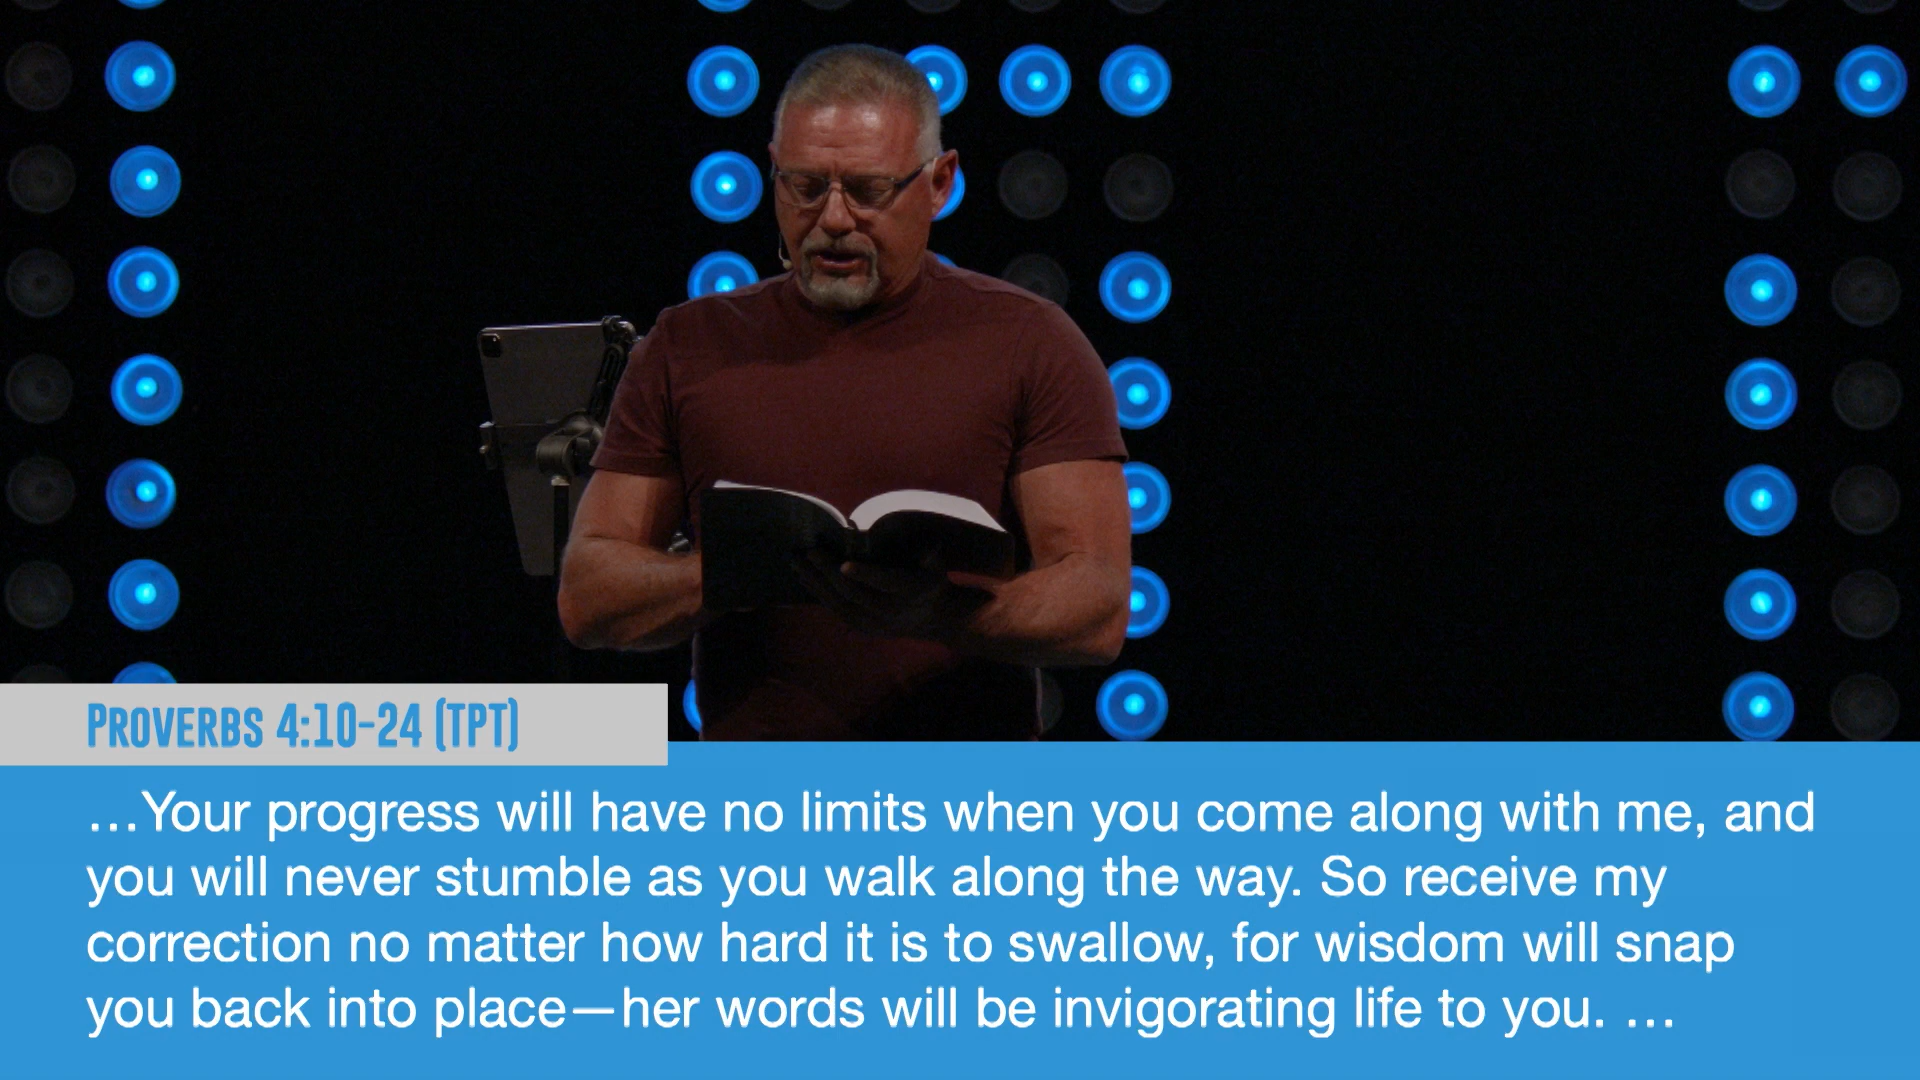 Proverbs 4:10-24 (TPT)
...Your progress will have no limits when you come along with me, and
you will never stumble as you walk along the way. So receive my
correction no matter how hard it is to swallow, for wisdom will snap
you back into place—her words will be invigorating life to you. ...